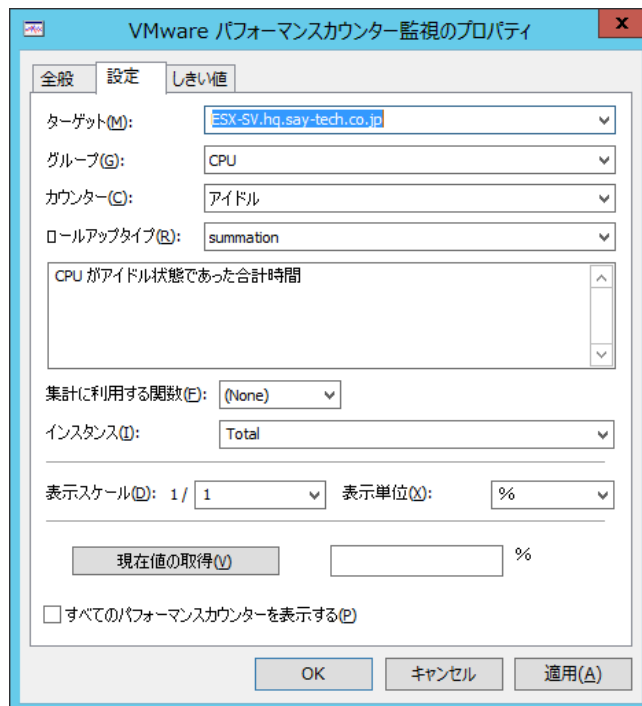 VMware パフォーマンスカウンター監視のプロパティ
x
全般 設定 しきい値
ターゲット(M): ESX-SV.hq.say-tech.co.jp
グループ(G): CPU
カウンター(C): アイドル
ロールアップタイプ(R): summation
CPU がアイドル状態であった合計時間
集計に利用する関数(F): (None)
インスタンス(I): Total
表示スケール(D): 1 / 1 表示単位(X): %
現在値の取得(V) %
すべてのパフォーマンスカウンターを表示する(P)
OK キャンセル 適用(A)